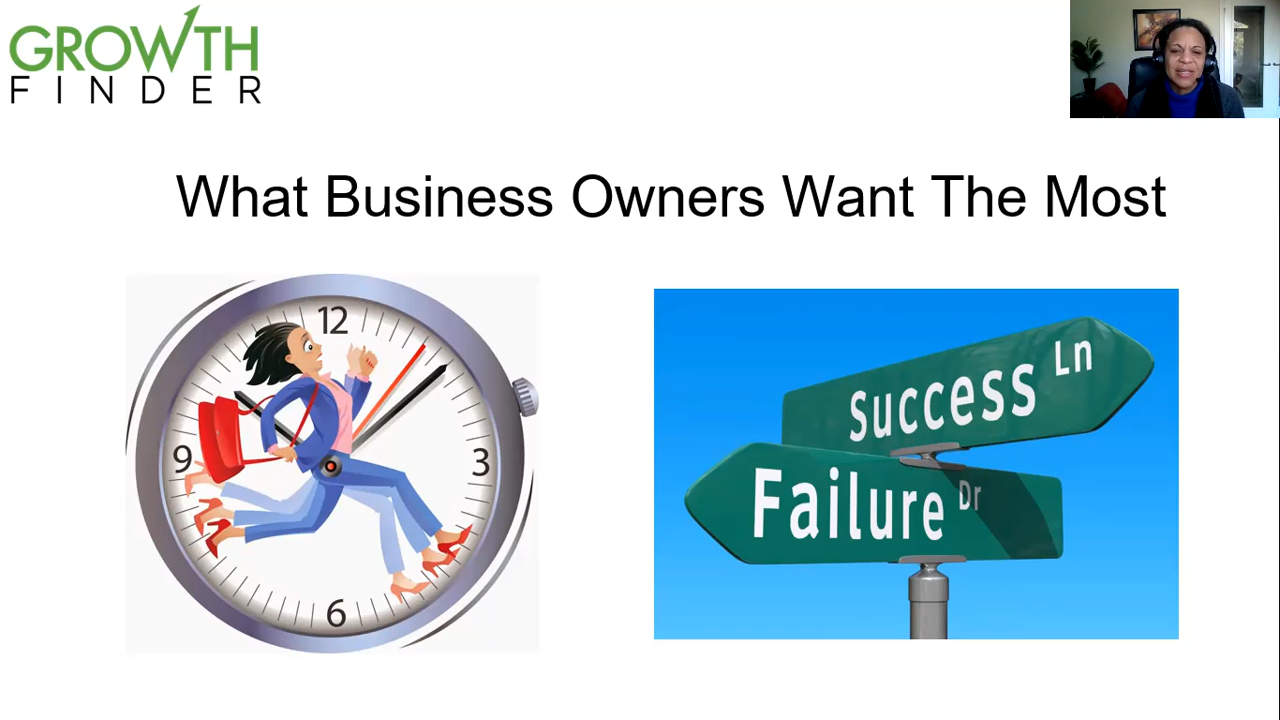 GROWTH
FINDER
What Business Owners Want The Most
12
9
3
6
Success Ln
Failure Dr